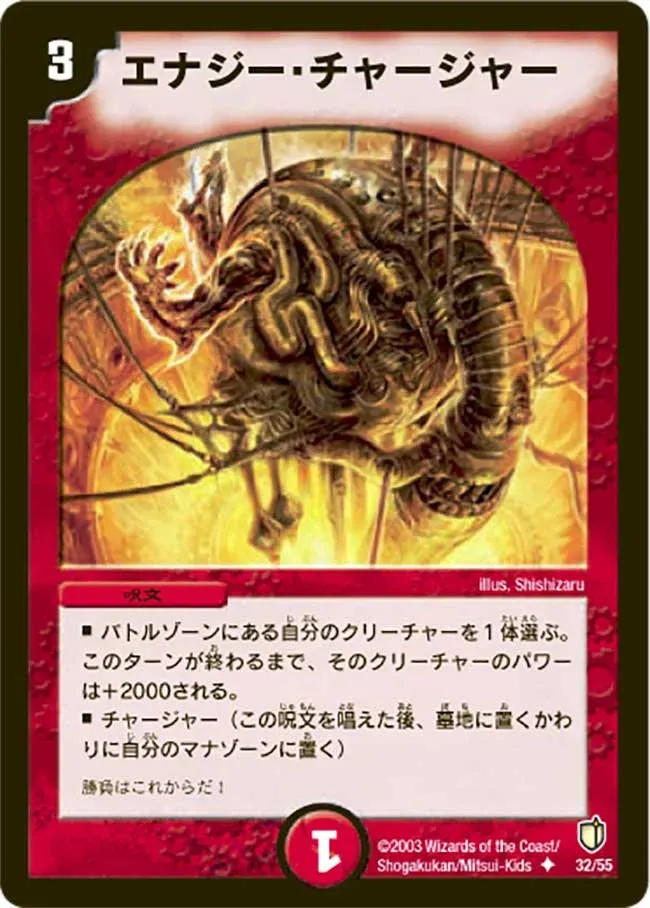 3
エナジー・チャージャー
illus, Shishizaru
呪文
■ バトルゾーンにある自分のクリーチャーを1体選ぶ。
このターンが終わるまで、そのクリーチャーのパワー
は+2000される。
■ チャージャー(この呪文を唱えた後、墓地に置くかわ
りに自分のマナゾーンに置く)
勝負はこれからだ!
1
©2003 Wizards of the Coast/
Shogakukan/Mitsui-Kids
32/55